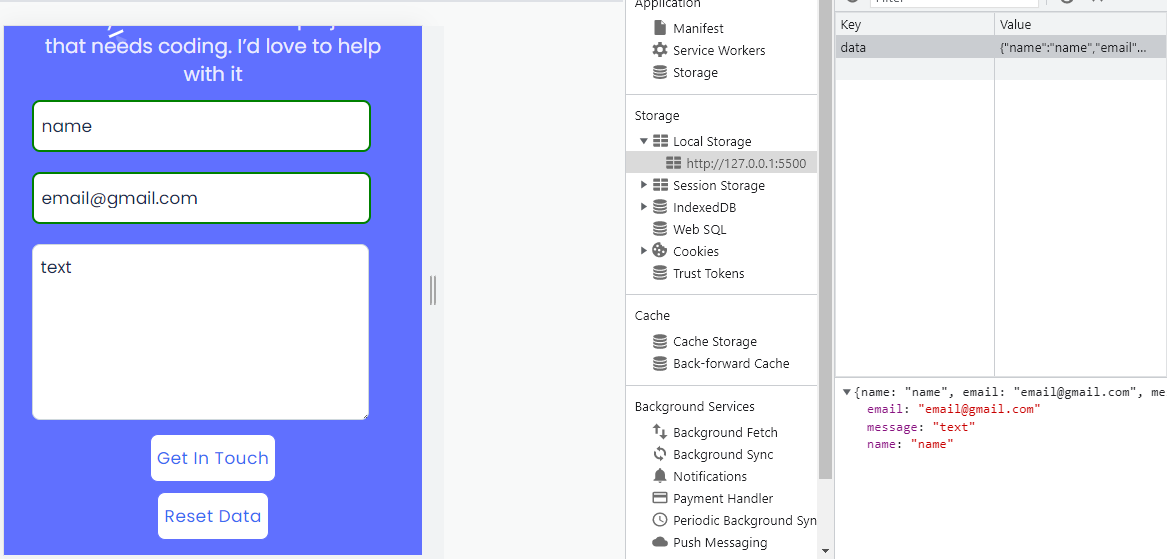 that needs coding. I’d love to help
with it
name
email@gmail.com
text
Get In Touch
Reset Data
Application
Manifest
Service Workers
Storage
Storage
Local Storage
http://127.0.0.1:5500
Session Storage
IndexedDB
Web SQL
Cookies
Trust Tokens
Cache
Cache Storage
Back-forward Cache
Background Services
Background Fetch
Background Sync
Notifications
Payment Handler
Periodic Background Syn
Push Messaging
Key Value
data {"name":"name","email"…
{name: "name", email: "email@gmail.com", me
email: "email@gmail.com"
message: "text"
name: "name"